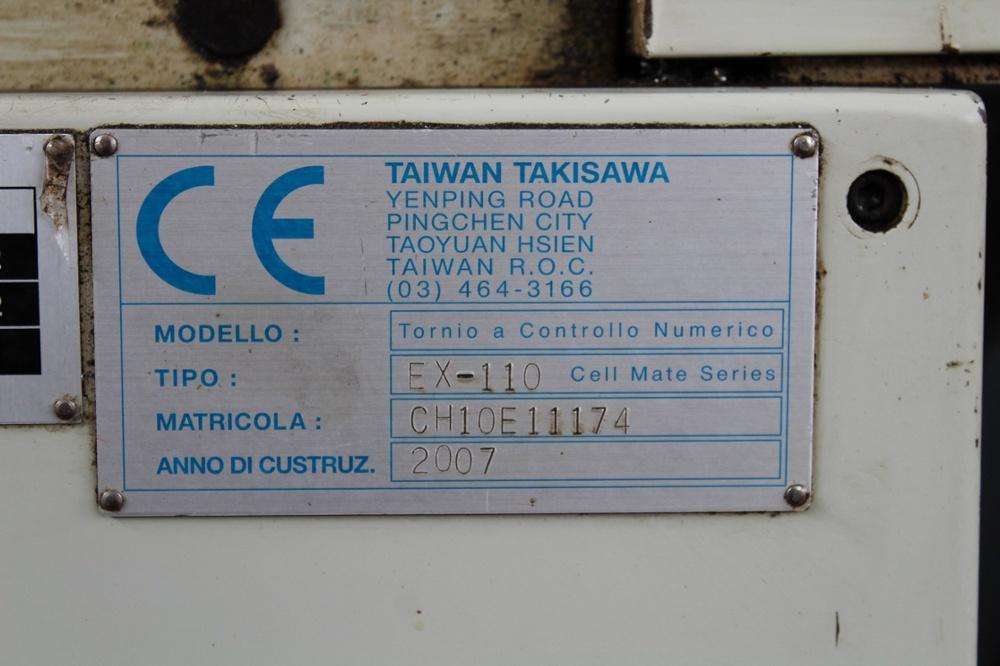 CE
TAIWAN TAKISAWA
YENPING ROAD
PINGCHEN CITY
TAOYUAN HSIEN
TAIWAN R.O.C.
(03) 464-3166
MODELLO : Tornio a Controllo Numerico
TIPO : EX-110 Cell Mate Series
MATRICOLA : CH10E11174
ANNO DI CUSTRUZ. 2007